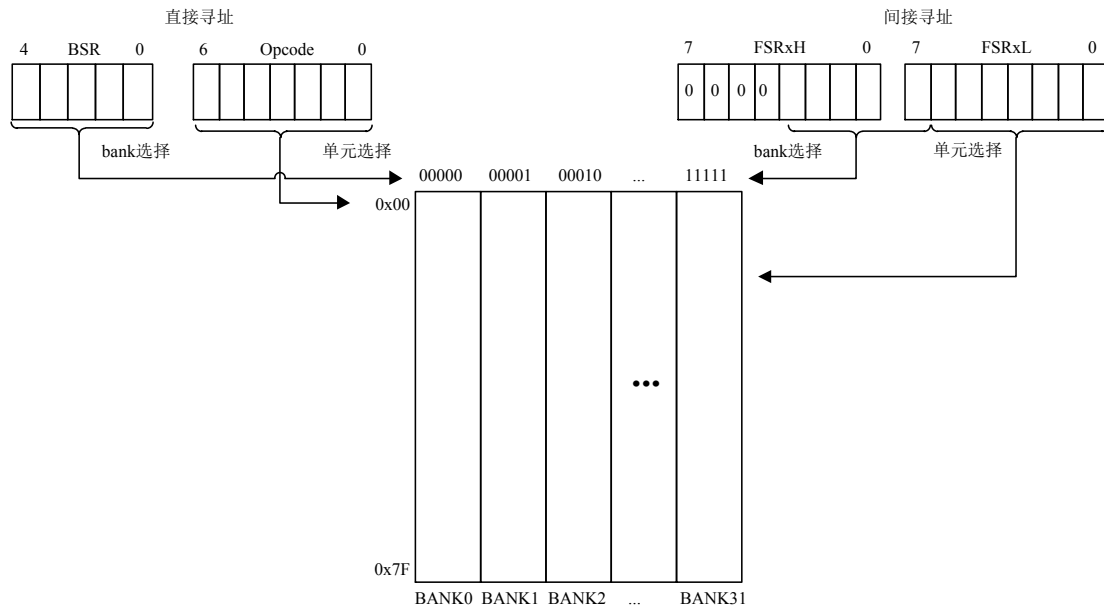 直接寻址 间接寻址
4 BSR 0 6 Opcode 0 7 FSRxH 0 7 FSRxL 0
0 0 0 0
bank选择 单元选择 bank选择 单元选择
00000 00001 00010 ... 11111
0x00
0x7F
BANK0 BANK1 BANK2 ... BANK31